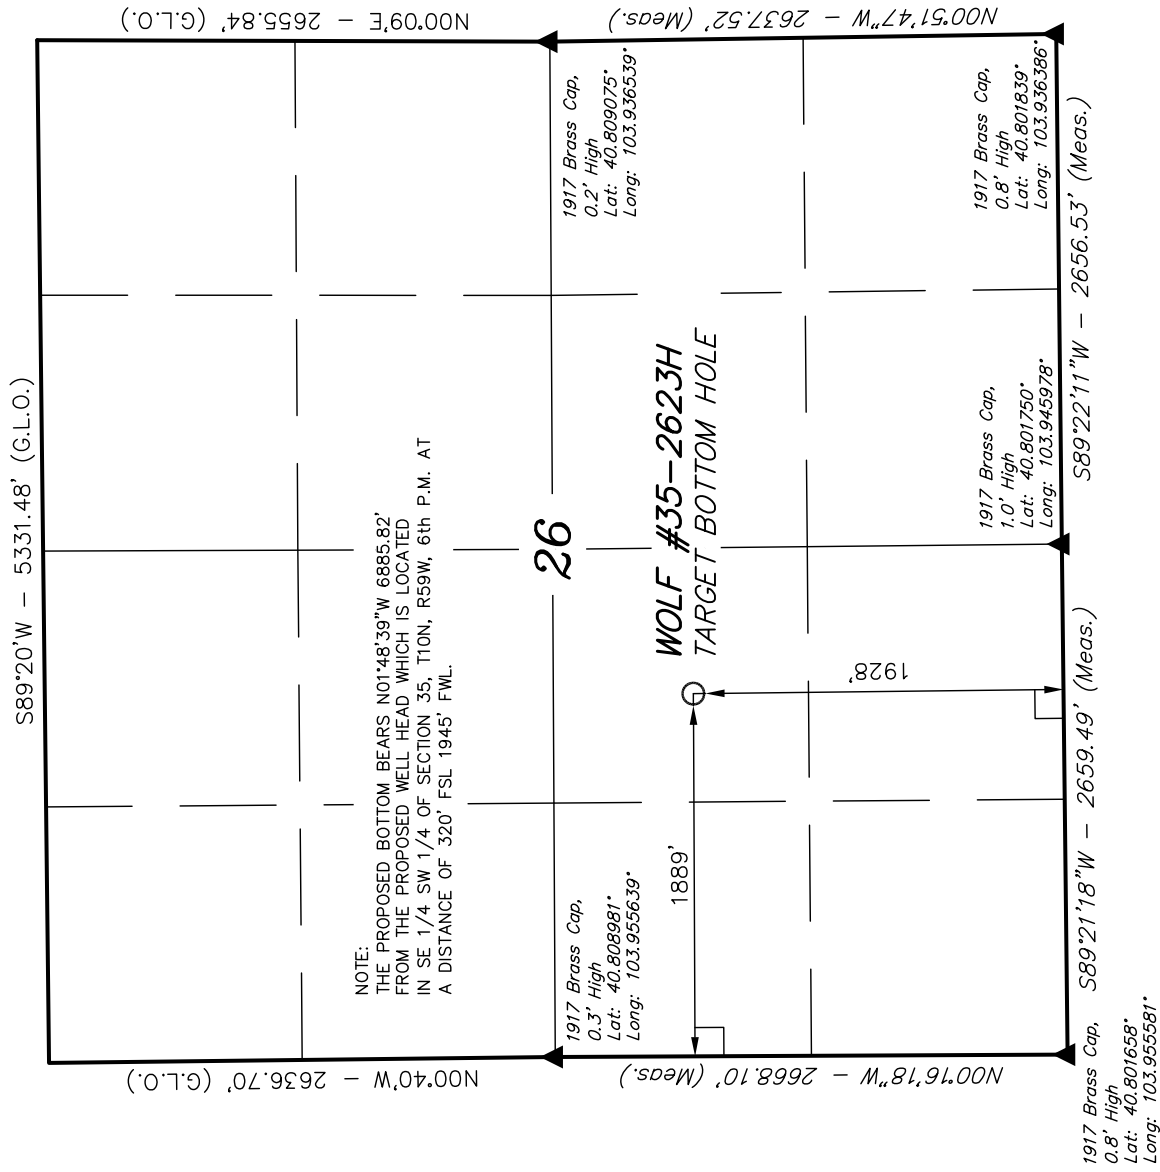 S89°20'W - 5331.48' (G.L.O.)
N00°40'W - 2636.70' (G.L.O.)
N00°09'E - 2655.84' (G.L.O.)
NOTE:
THE PROPOSED BOTTOM BEARS N01°48'39"W 6885.82'
FROM THE PROPOSED WELL HEAD WHICH IS LOCATED
IN SE 1/4 SW 1/4 OF SECTION 35, T10N, R59W, 6th P.M. AT
A DISTANCE OF 320' FSL 1945' FWL.
26
1917 Brass Cap,
0.3' High
Lat: 40.808981°
Long: 103.955639°
1917 Brass Cap,
0.2' High
Lat: 40.809075°
Long: 103.936539°
WOLF #35-2623H
TARGET BOTTOM HOLE
1889'
1928'
N00°16'18"W - 2668.10' (Meas.)
N00°51'47"W - 2637.52' (Meas.)
1917 Brass Cap,
1.0' High
Lat: 40.801750°
Long: 103.945978°
1917 Brass Cap,
0.8' High
Lat: 40.801839°
Long: 103.936386°
1917 Brass Cap,
0.8' High
Lat: 40.801658°
Long: 103.955581°
S89°21'18"W - 2659.49' (Meas.)
S89°22'11"W - 2656.53' (Meas.)